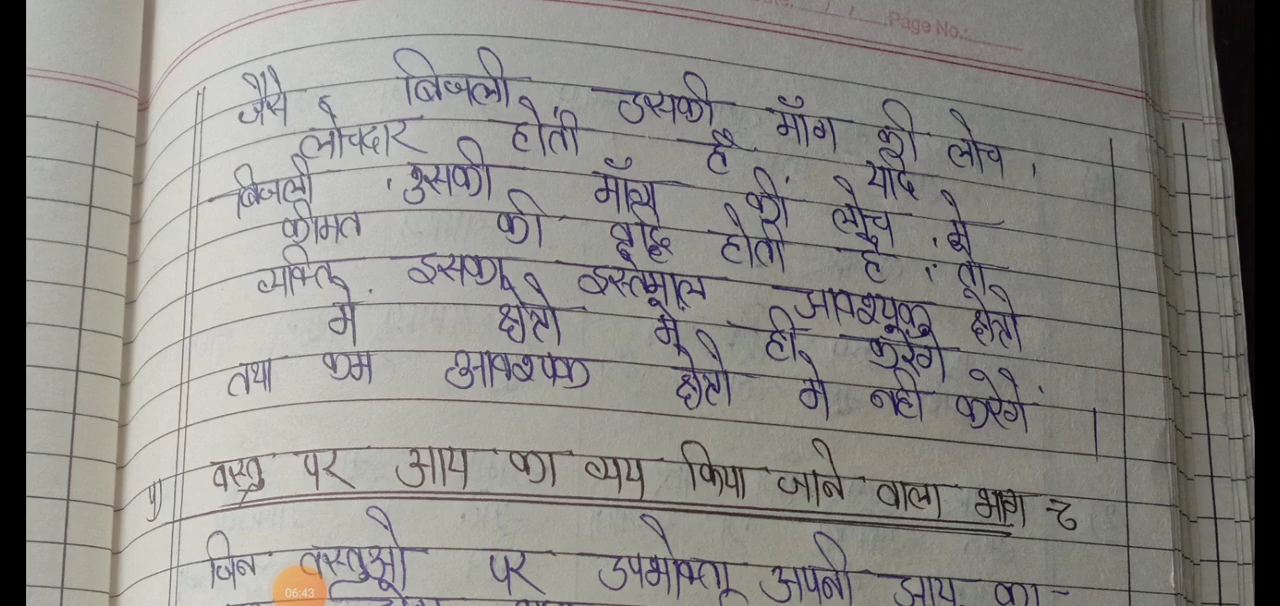 Page No.:
जैसे बिजली, उसकी माँग की लोच,
लोचदार होती है यदि
बिजली, उसकी माँग की लोच में
कीमत की वृद्धि होती है, तो
व्यक्ति इसका इस्तेमाल आवश्यक क्षेत्रो
मे क्षेत्रो में ही करेंगे
तथा कम आवश्यक क्षेत्रो मे नही करेगें।
वस्तु पर आय का व्यय किया जाने वाला भाग
जिन वस्तुओ पर उपभोक्ता अपनी आय का-
06:43